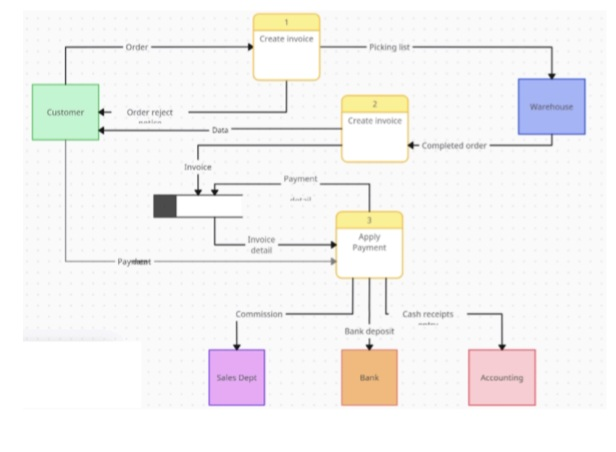 1
Create invoice
Order
Picking list
Customer
Order reject
2
Create invoice
Warehouse
Data
Completed order
Invoice
Payment
3
Apply
Payment
Invoice
detail
Commission
Cash receipts
Bank deposit
Sales Dept
Bank
Accounting